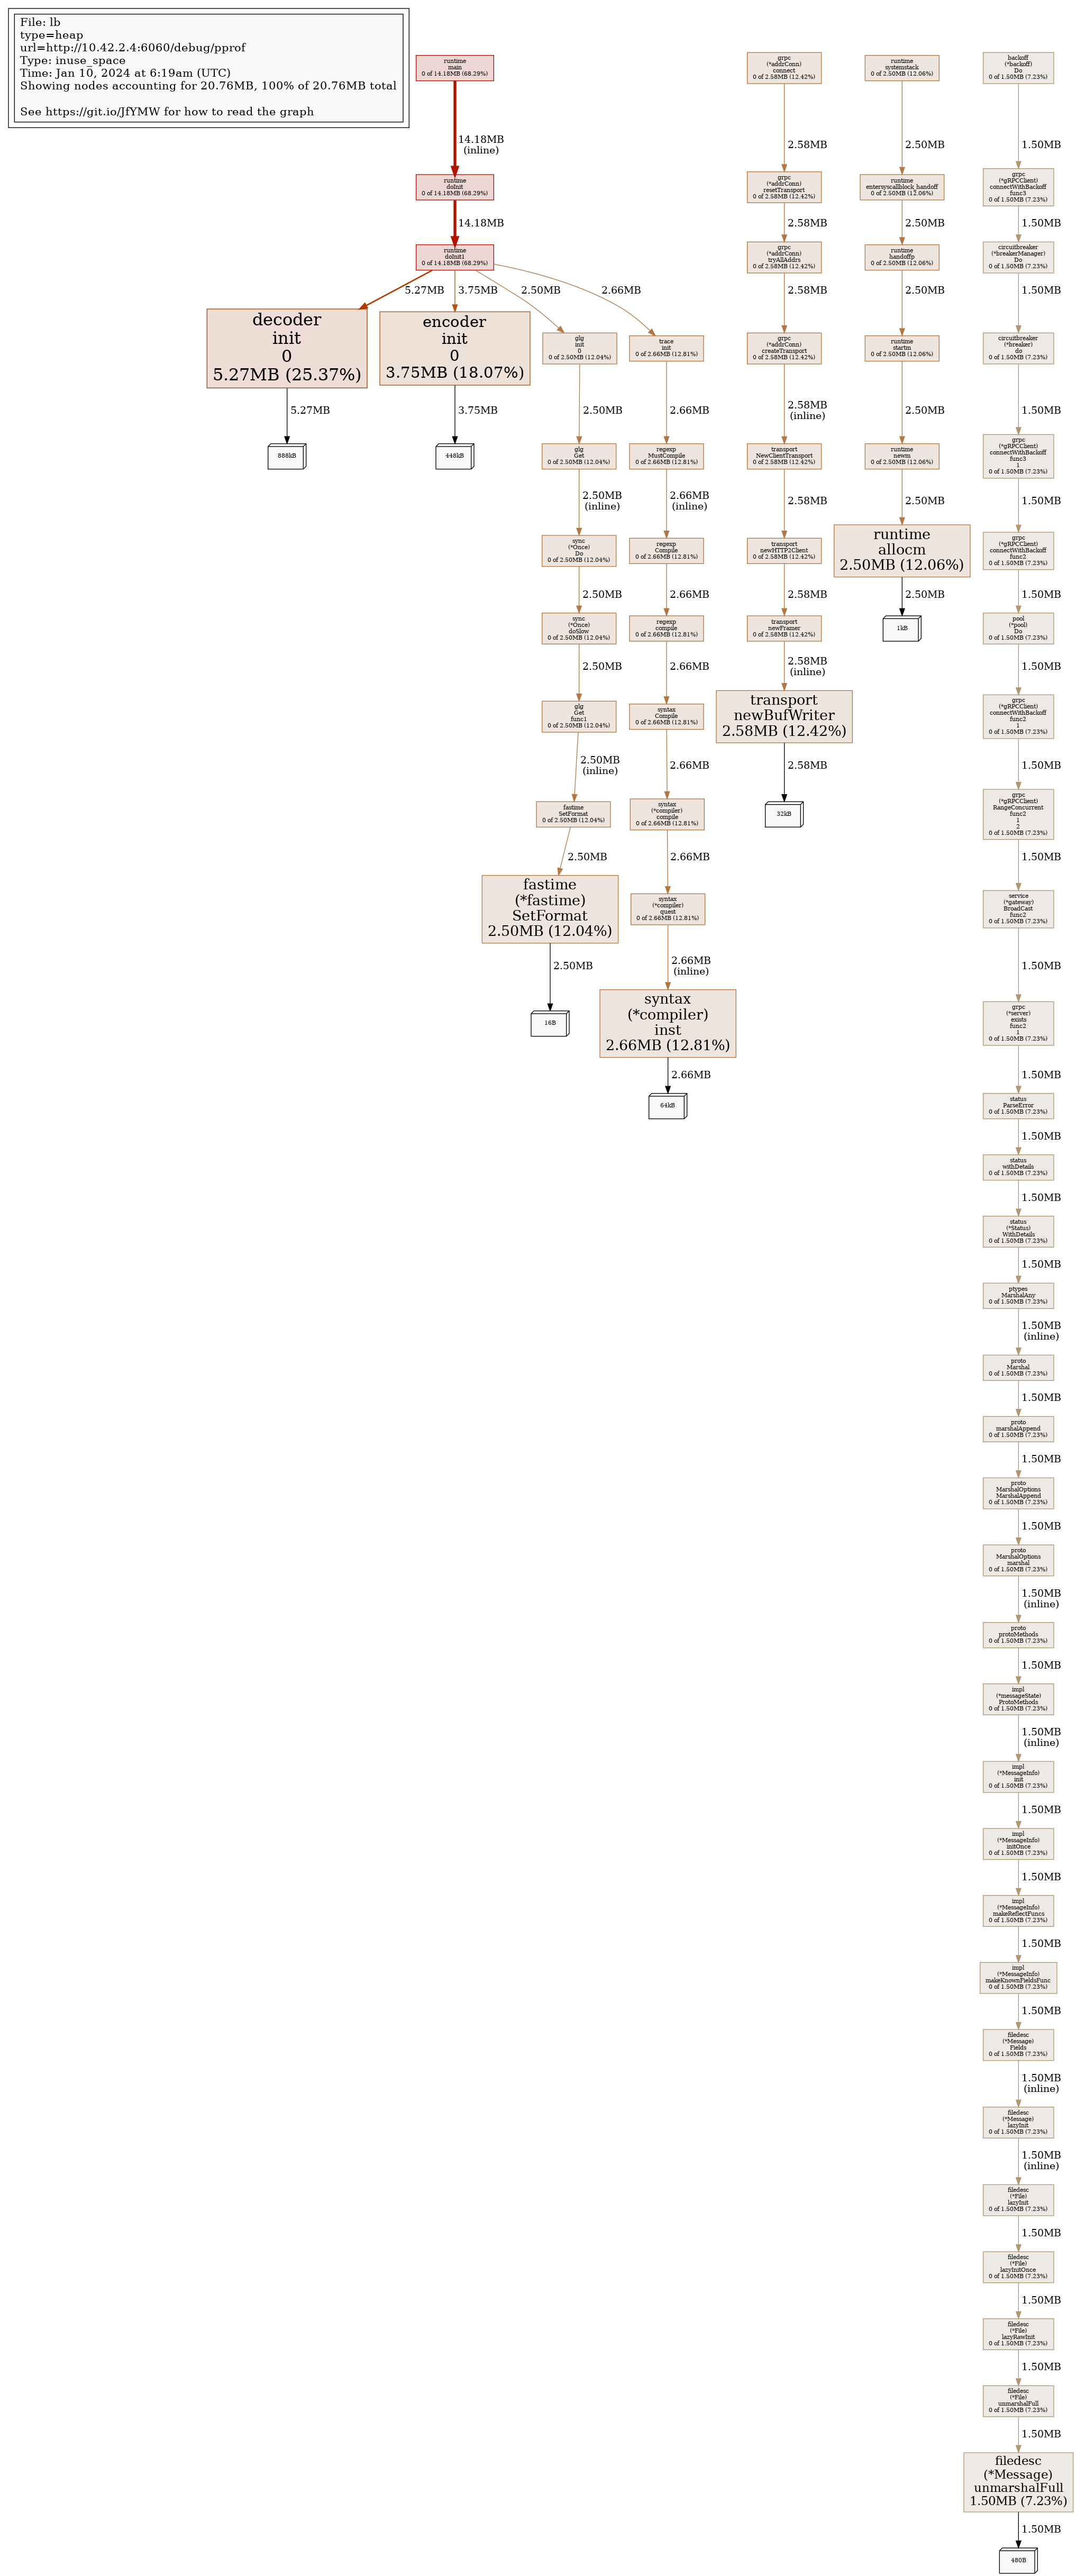 File: lb
type=heap
url=http://10.42.2.4:6060/debug/pprof
Type: inuse_space
Time: Jan 10, 2024 at 6:19am (UTC)
Showing nodes accounting for 20.76MB, 100% of 20.76MB total
See https://git.io/JfYMW for how to read the graph
runtime
main
0 of 14.18MB (68.29%)
14.18MB
(inline)
runtime
doInit
0 of 14.18MB (68.29%)
14.18MB
runtime
doInit1
0 of 14.18MB (68.29%)
5.27MB
3.75MB
2.50MB
2.66MB
decoder
init
0
5.27MB (25.37%)
5.27MB
888kB
encoder
init
0
3.75MB (18.07%)
3.75MB
448kB
glg
init
0
0 of 2.50MB (12.04%)
2.50MB
glg
Get
0 of 2.50MB (12.04%)
2.50MB
(inline)
sync
(*Once)
Do
0 of 2.50MB (12.04%)
2.50MB
sync
(*Once)
doSlow
0 of 2.50MB (12.04%)
2.50MB
glg
Get
func1
0 of 2.50MB (12.04%)
2.50MB
(inline)
fastime
SetFormat
0 of 2.50MB (12.04%)
2.50MB
fastime
(*fastime)
SetFormat
2.50MB (12.04%)
2.50MB
16B
trace
init
0 of 2.66MB (12.81%)
2.66MB
regexp
MustCompile
0 of 2.66MB (12.81%)
2.66MB
(inline)
regexp
Compile
0 of 2.66MB (12.81%)
2.66MB
regexp
compile
0 of 2.66MB (12.81%)
2.66MB
syntax
Compile
0 of 2.66MB (12.81%)
2.66MB
syntax
(*compiler)
compile
0 of 2.66MB (12.81%)
2.66MB
syntax
(*compiler)
quest
0 of 2.66MB (12.81%)
2.66MB
(inline)
syntax
(*compiler)
inst
2.66MB (12.81%)
2.66MB
64kB
grpc
(*addrConn)
connect
0 of 2.58MB (12.42%)
2.58MB
grpc
(*addrConn)
resetTransport
0 of 2.58MB (12.42%)
2.58MB
grpc
(*addrConn)
tryAllAddrs
0 of 2.58MB (12.42%)
2.58MB
grpc
(*addrConn)
createTransport
0 of 2.58MB (12.42%)
2.58MB
(inline)
transport
NewClientTransport
0 of 2.58MB (12.42%)
2.58MB
transport
newHTTP2Client
0 of 2.58MB (12.42%)
2.58MB
transport
newFramer
0 of 2.58MB (12.42%)
2.58MB
(inline)
transport
newBufWriter
2.58MB (12.42%)
2.58MB
32kB
runtime
systemstack
0 of 2.50MB (12.06%)
2.50MB
runtime
entersyscallblock_handoff
0 of 2.50MB (12.06%)
2.50MB
runtime
handoffp
0 of 2.50MB (12.06%)
2.50MB
runtime
startm
0 of 2.50MB (12.06%)
2.50MB
runtime
newm
0 of 2.50MB (12.06%)
2.50MB
runtime
allocm
2.50MB (12.06%)
2.50MB
1kB
backoff
(*backoff)
Do
0 of 1.50MB (7.23%)
1.50MB
grpc
(*gRPCClient)
connectWithBackoff
func3
0 of 1.50MB (7.23%)
1.50MB
circuitbreaker
(*breakerManager)
Do
0 of 1.50MB (7.23%)
1.50MB
circuitbreaker
(*breaker)
do
0 of 1.50MB (7.23%)
1.50MB
grpc
(*gRPCClient)
connectWithBackoff
func3
1
0 of 1.50MB (7.23%)
1.50MB
grpc
(*gRPCClient)
connectWithBackoff
func2
0 of 1.50MB (7.23%)
1.50MB
pool
(*pool)
Do
0 of 1.50MB (7.23%)
1.50MB
grpc
(*gRPCClient)
connectWithBackoff
func2
1
0 of 1.50MB (7.23%)
1.50MB
grpc
(*gRPCClient)
RangeConcurrent
func2
1
2
0 of 1.50MB (7.23%)
1.50MB
service
(*gateway)
BroadCast
func2
0 of 1.50MB (7.23%)
1.50MB
grpc
(*server)
exists
func2
1
0 of 1.50MB (7.23%)
1.50MB
status
ParseError
0 of 1.50MB (7.23%)
1.50MB
status
withDetails
0 of 1.50MB (7.23%)
1.50MB
status
(*Status)
WithDetails
0 of 1.50MB (7.23%)
1.50MB
ptypes
MarshalAny
0 of 1.50MB (7.23%)
1.50MB
(inline)
proto
Marshal
0 of 1.50MB (7.23%)
1.50MB
proto
marshalAppend
0 of 1.50MB (7.23%)
1.50MB
proto
MarshalOptions
MarshalAppend
0 of 1.50MB (7.23%)
1.50MB
proto
MarshalOptions
marshal
0 of 1.50MB (7.23%)
1.50MB
(inline)
proto
protoMethods
0 of 1.50MB (7.23%)
1.50MB
impl
(*messageState)
ProtoMethods
0 of 1.50MB (7.23%)
1.50MB
(inline)
impl
(*MessageInfo)
init
0 of 1.50MB (7.23%)
1.50MB
impl
(*MessageInfo)
initOnce
0 of 1.50MB (7.23%)
1.50MB
impl
(*MessageInfo)
makeReflectFuncs
0 of 1.50MB (7.23%)
1.50MB
impl
(*MessageInfo)
makeKnownFieldsFunc
0 of 1.50MB (7.23%)
1.50MB
filedesc
(*Message)
Fields
0 of 1.50MB (7.23%)
1.50MB
(inline)
filedesc
(*Message)
lazyInit
0 of 1.50MB (7.23%)
1.50MB
(inline)
filedesc
(*File)
lazyInit
0 of 1.50MB (7.23%)
1.50MB
filedesc
(*File)
lazyInitOnce
0 of 1.50MB (7.23%)
1.50MB
filedesc
(*File)
lazyRawInit
0 of 1.50MB (7.23%)
1.50MB
filedesc
(*File)
unmarshalFull
0 of 1.50MB (7.23%)
1.50MB
filedesc
(*Message)
unmarshalFull
1.50MB (7.23%)
1.50MB
480B